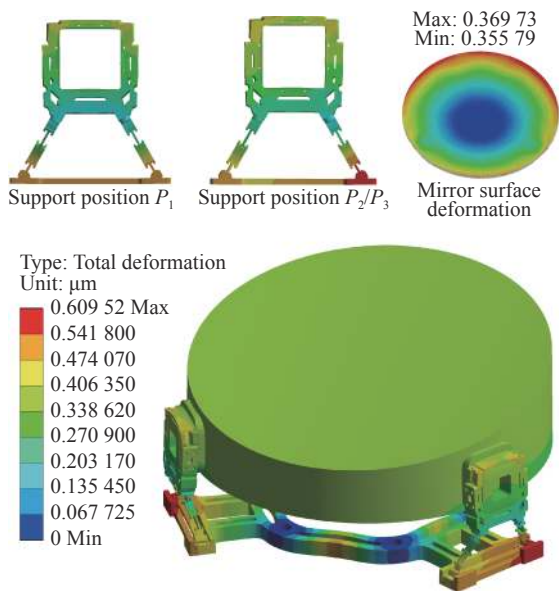 Max: 0.369 73
Min: 0.355 79
Support position P₁
Support position P₂/P₃
Mirror surface
deformation
Type: Total deformation
Unit: μm
0.609 52 Max
0.541 800
0.474 070
0.406 350
0.338 620
0.270 900
0.203 170
0.135 450
0.067 725
0 Min